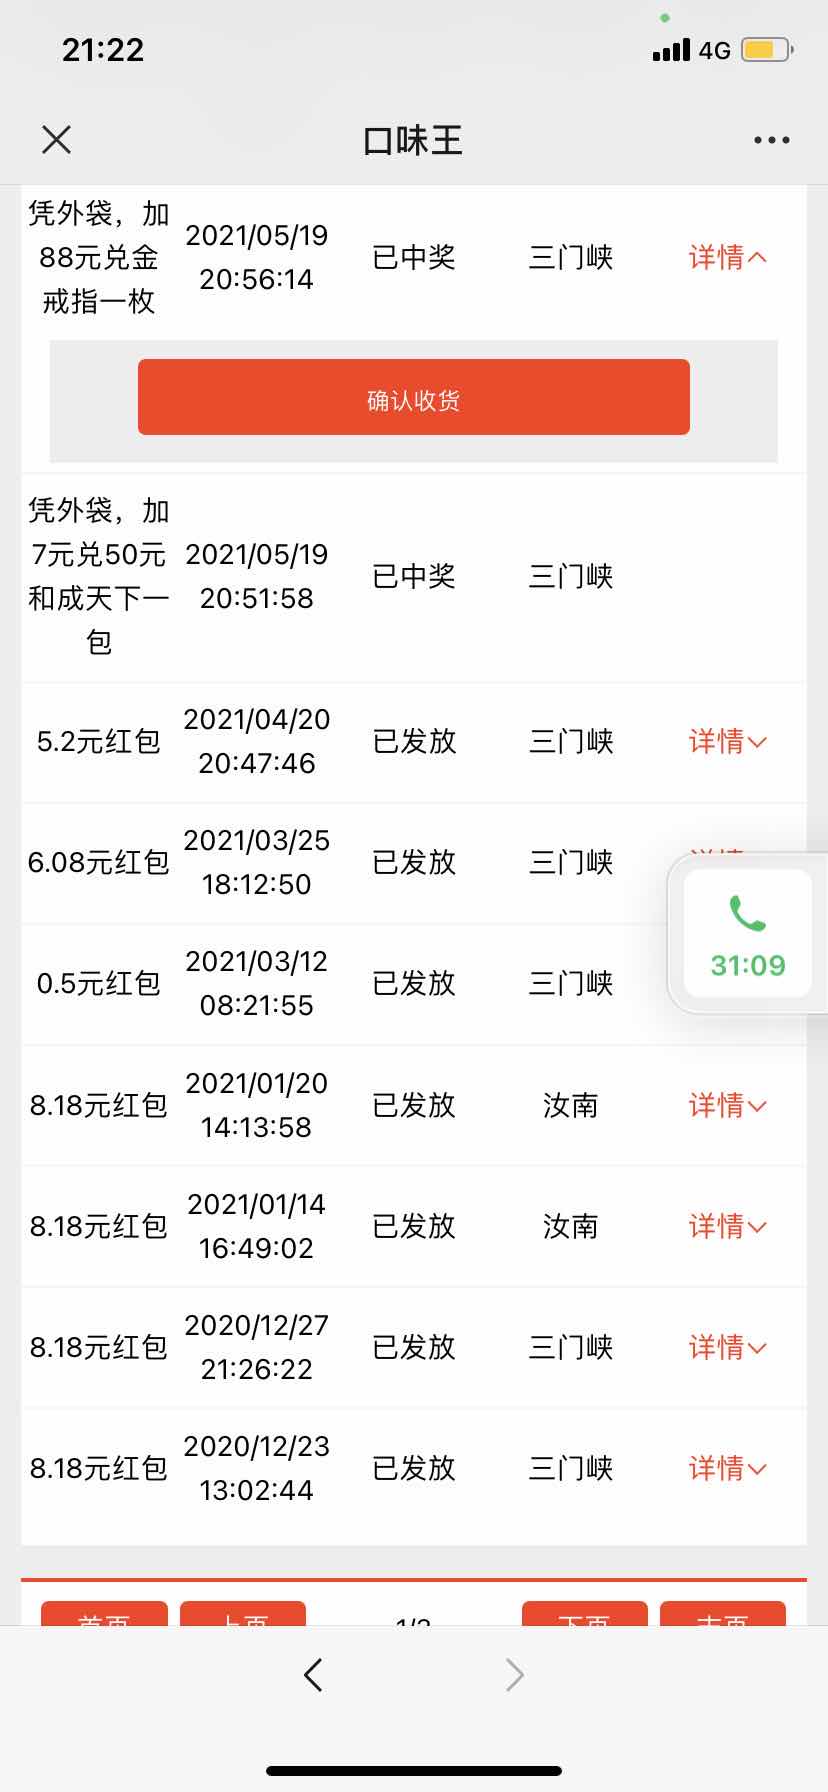 21:22
4G
口味王
凭外袋，加
88元兑金
戒指一枚
2021/05/19
20:56:14
已中奖
三门峡
详情
确认收货
凭外袋，加
7元兑50元
和成天下一
包
2021/05/19
20:51:58
已中奖
三门峡
5.2元红包
2021/04/20
20:47:46
已发放
三门峡
详情
6.08元红包
2021/03/25
18:12:50
已发放
三门峡
31:09
0.5元红包
2021/03/12
08:21:55
已发放
三门峡
8.18元红包
2021/01/20
14:13:58
已发放
汝南
详情
8.18元红包
2021/01/14
16:49:02
已发放
汝南
详情
8.18元红包
2020/12/27
21:26:22
已发放
三门峡
详情
8.18元红包
2020/12/23
13:02:44
已发放
三门峡
详情
首页
上页
下页